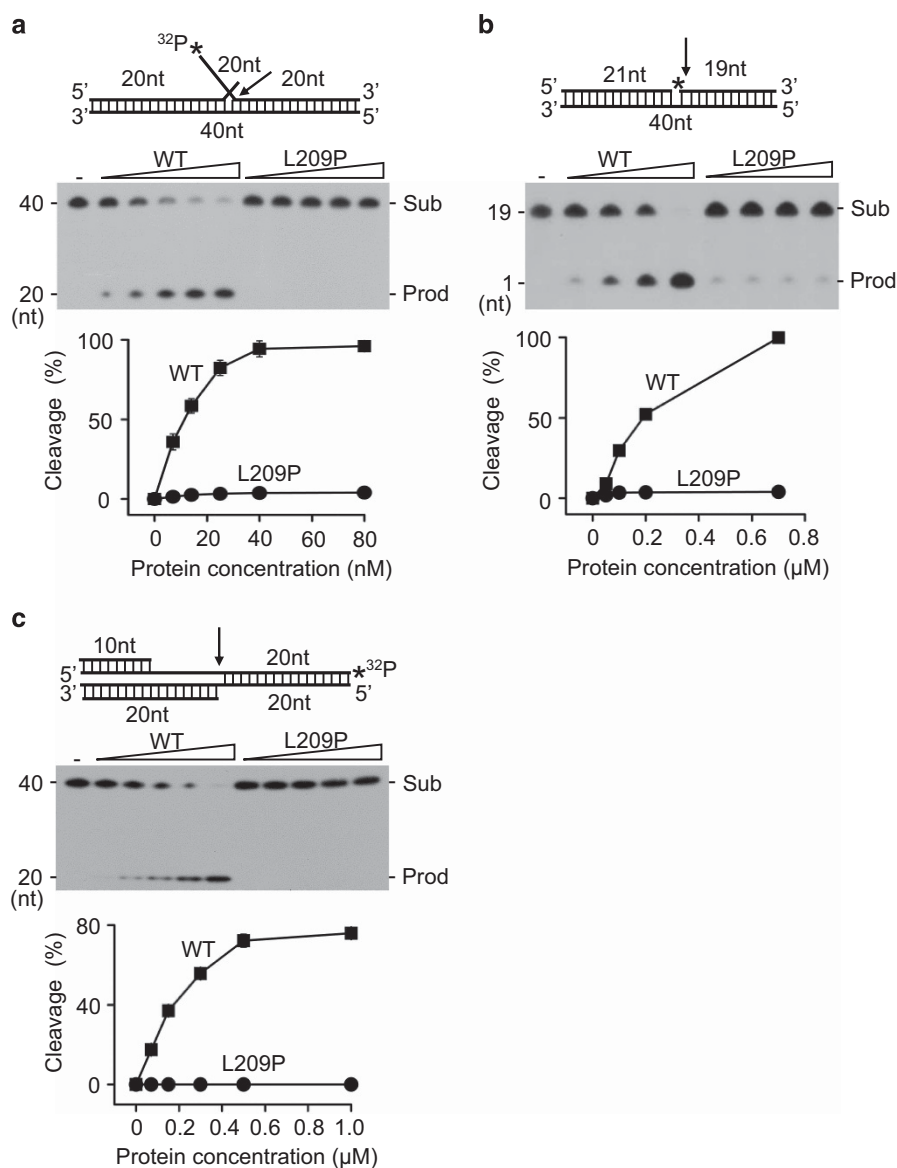 a
³²P*
20nt 20nt 20nt
5’ 3’
3’ 5’
40nt
- WT L209P
40 Sub
20 Prod
(nt)
Cleavage (%)
100
50
0
WT
L209P
0 20 40 60 80
Protein concentration (nM)
b
21nt * 19nt
5’ 3’
3’ 5’
40nt
- WT L209P
19 Sub
1 Prod
(nt)
Cleavage (%)
100
50
0
WT
L209P
0 0.2 0.4 0.6 0.8
Protein concentration (µM)
c
10nt
20nt
5’ *³²P
3’ 5’
20nt 20nt
- WT L209P
40 Sub
20 Prod
(nt)
Cleavage (%)
80
40
0
WT
L209P
0 0.2 0.4 0.6 0.8 1.0
Protein concentration (µM)